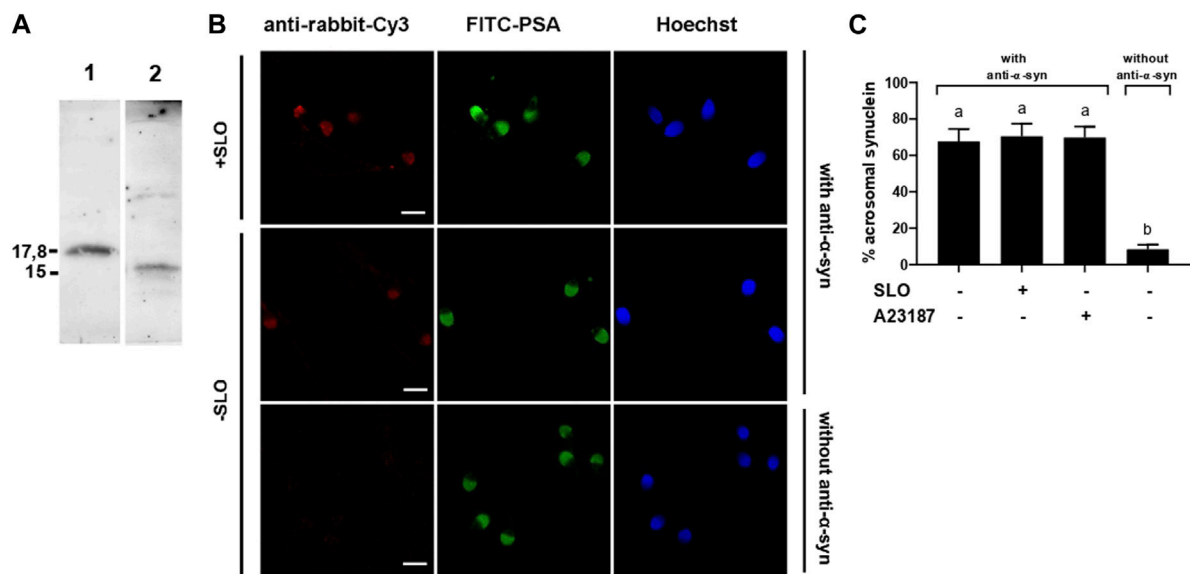 A
1 2
17,8
15
B
anti-rabbit-Cy3 FITC-PSA Hoechst
+SLO
-SLO
with anti-α-syn
without anti-α-syn
C
with
anti-α-syn
without
anti-α-syn
% acrosomal synuclein
100
80
60
40
20
0
a a a b
SLO - + - -
A23187 - - + -